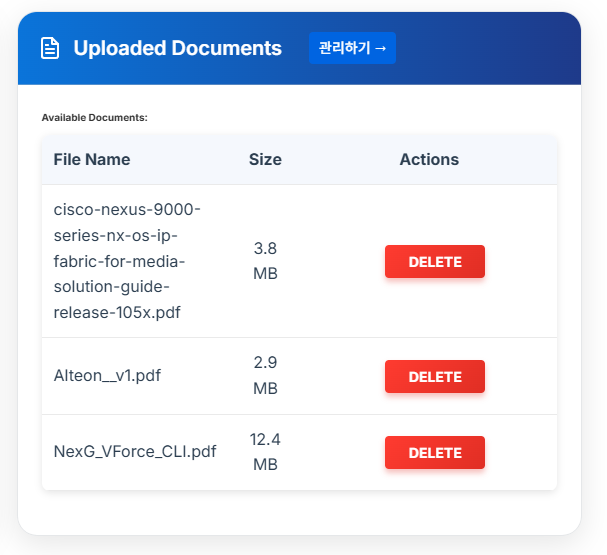 Uploaded Documents 관리하기 →
Available Documents:
File Name Size Actions
cisco-nexus-9000-
series-nx-os-ip-
fabric-for-media-
solution-guide-
release-105x.pdf
3.8
MB
DELETE
Alteon__v1.pdf
2.9
MB
DELETE
NexG_VForce_CLI.pdf
12.4
MB
DELETE